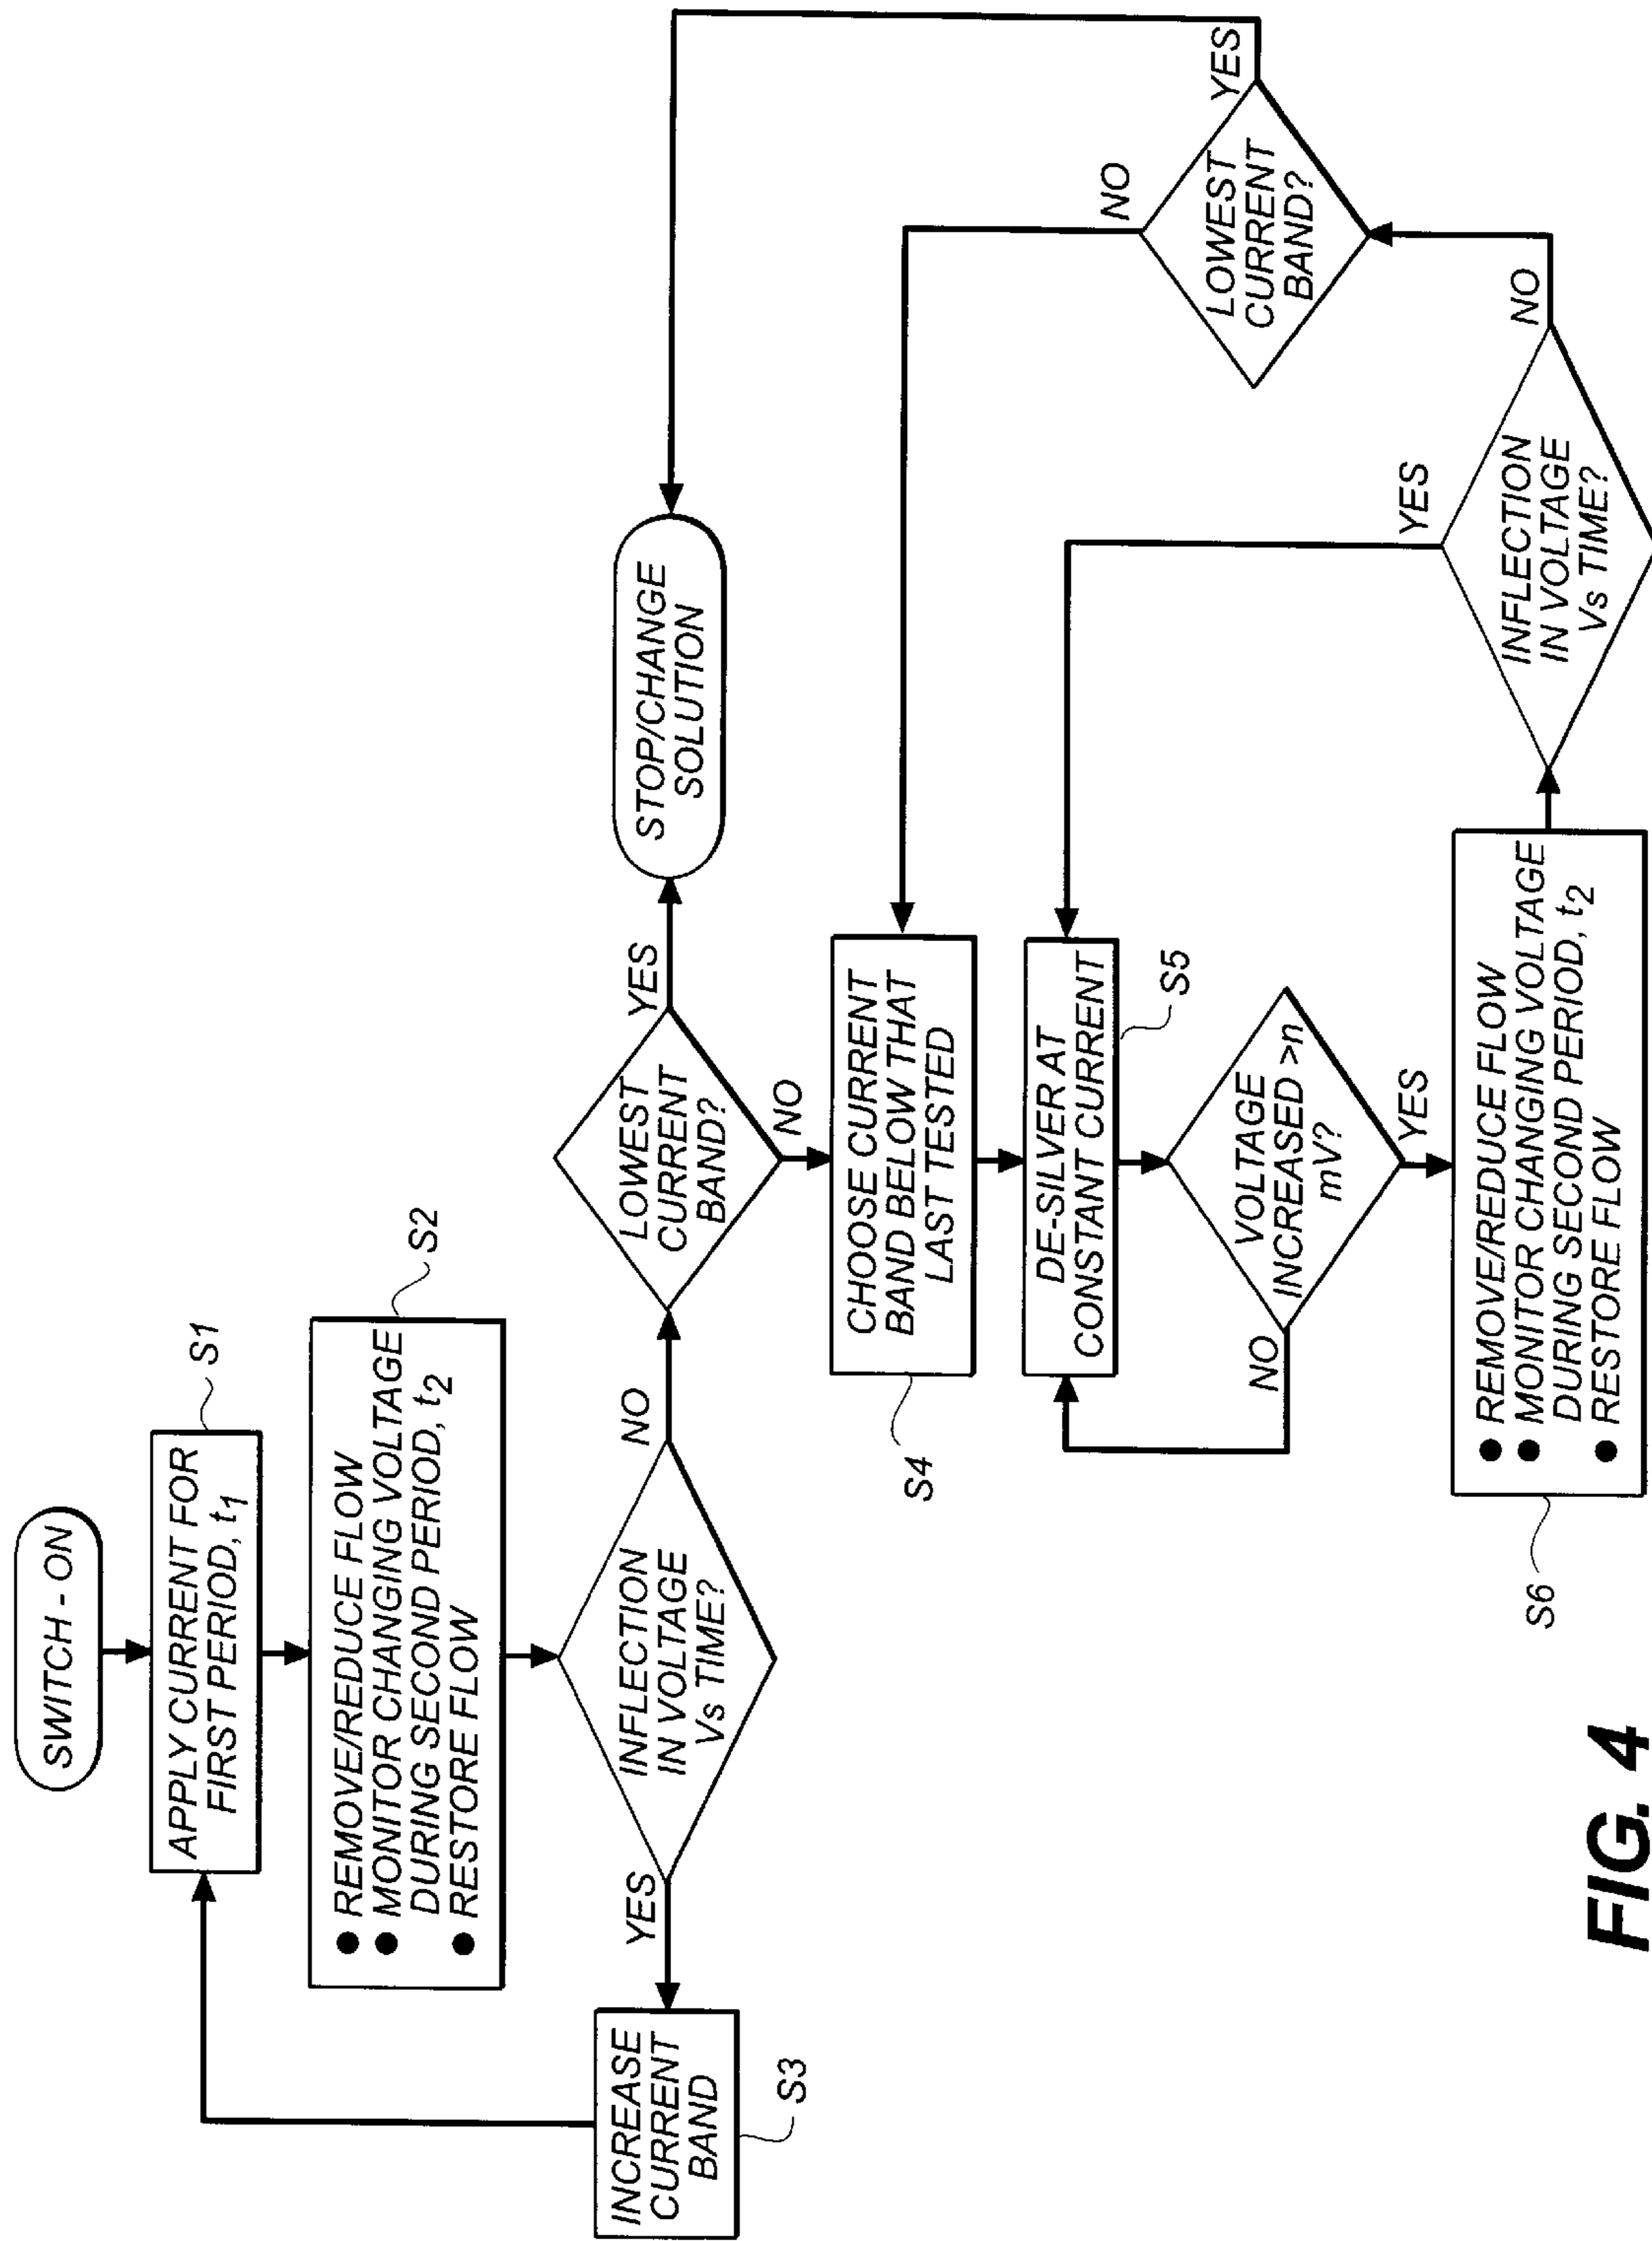 SWITCH - ON
APPLY CURRENT FOR
FIRST PERIOD, t1
S1
● REMOVE/REDUCE FLOW
● MONITOR CHANGING VOLTAGE
DURING SECOND PERIOD, t2
● RESTORE FLOW
S2
INFLECTION
IN VOLTAGE
Vs TIME?
YES
NO
INCREASE
CURRENT
BAND
S3
LOWEST
CURRENT
BAND?
YES
NO
STOP/CHANGE
SOLUTION
CHOOSE CURRENT
BAND BELOW THAT
LAST TESTED
S4
DE-SILVER AT
CONSTANT CURRENT
S5
VOLTAGE
INCREASED >n
mV?
NO
YES
● REMOVE/REDUCE FLOW
● MONITOR CHANGING VOLTAGE
DURING SECOND PERIOD, t2
● RESTORE FLOW
S6
INFLECTION
IN VOLTAGE
Vs TIME?
YES
NO
LOWEST
CURRENT
BAND?
NO
YES
FIG. 4